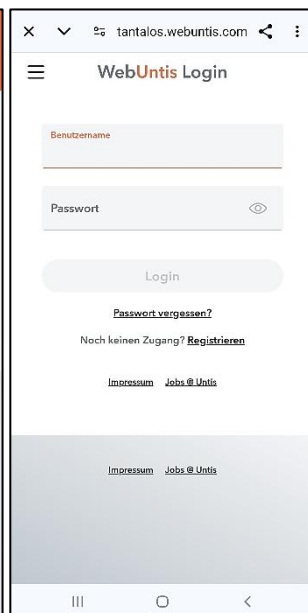 tantalos.webuntis.com
WebUntis Login
Benutzername
Passwort
Login
Passwort vergessen?
Noch keinen Zugang? Registrieren
Impressum Jobs @ Untis
Impressum Jobs @ Untis